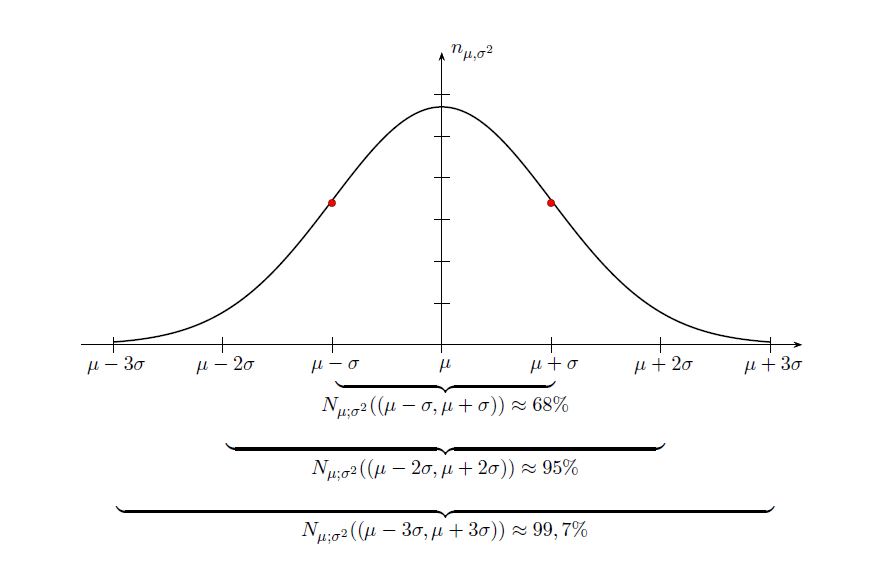 n_{μ,σ²}
μ − 3σ μ − 2σ μ − σ μ μ + σ μ + 2σ μ + 3σ
N_{μ;σ²}((μ − σ, μ + σ)) ≈ 68%
N_{μ;σ²}((μ − 2σ, μ + 2σ)) ≈ 95%
N_{μ;σ²}((μ − 3σ, μ + 3σ)) ≈ 99,7%